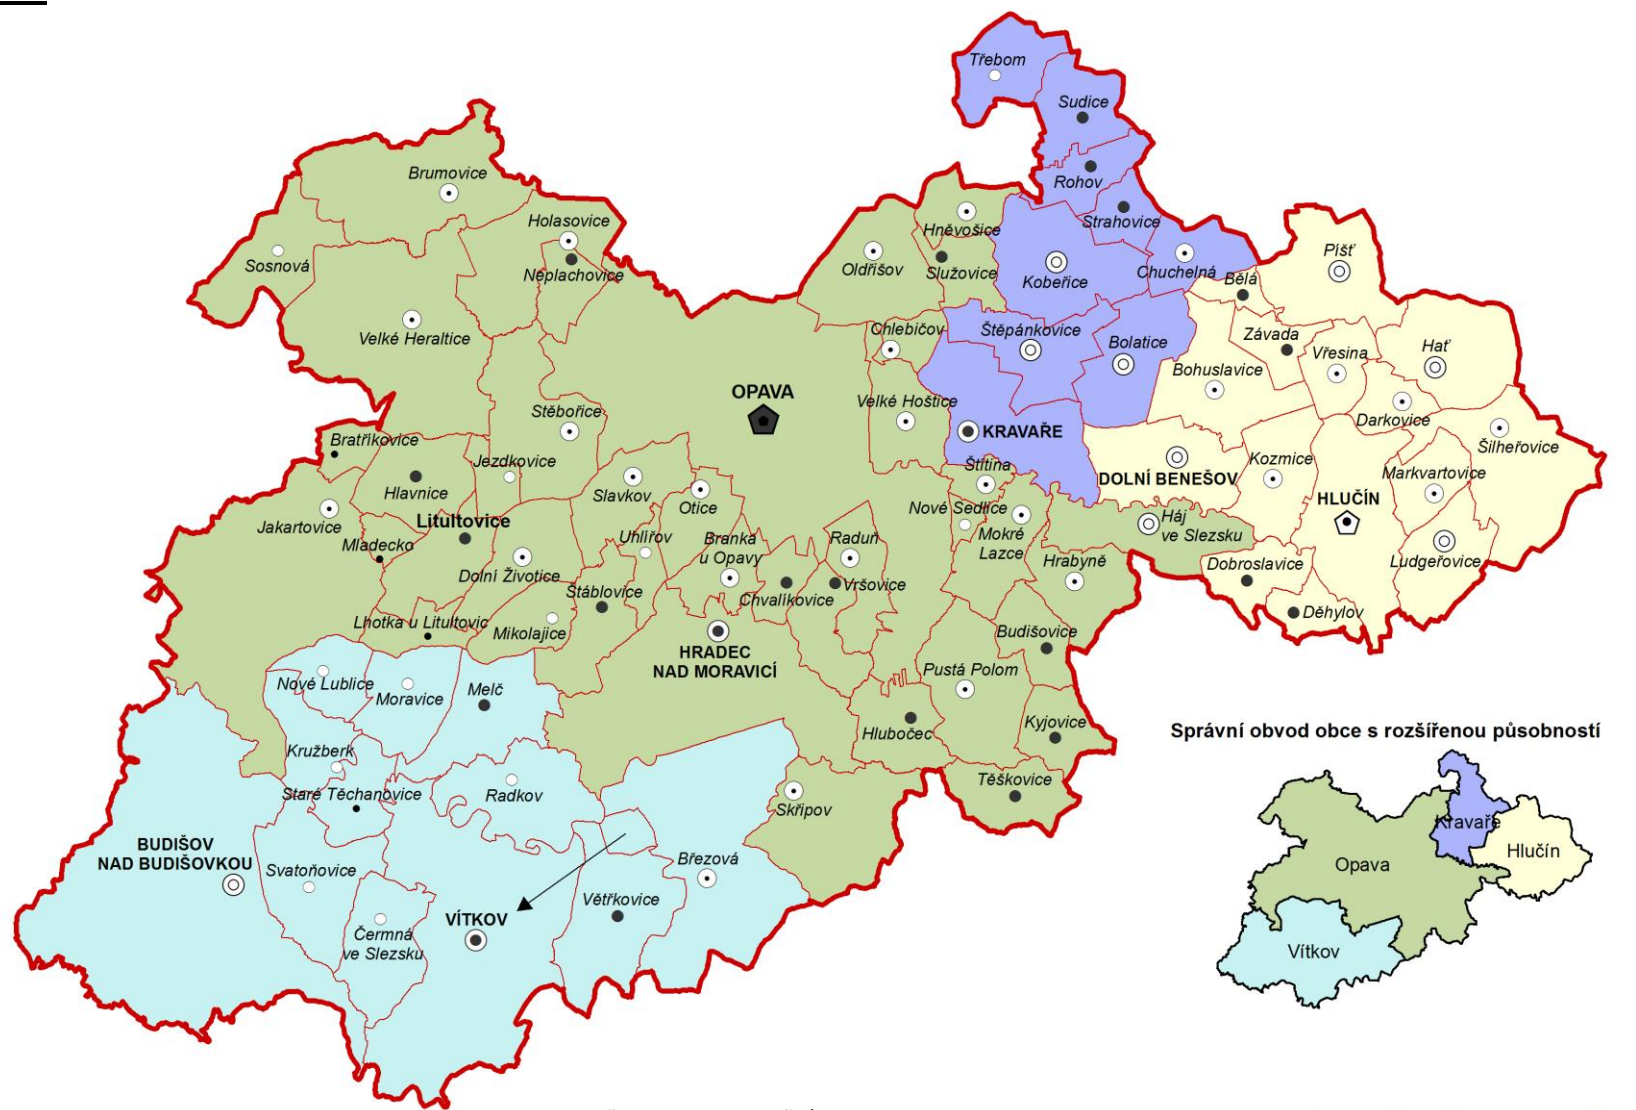 Třebom
Sudice
Rohov
Strahovice
Brumovice
Holasovice
Neplachovice
Sosnová
Hněvošice
Oldřišov
Služovice
Kobeřice
Chuchelná
Bělá
Píšť
Velké Heraltice
Chlebičov
Štěpánkovice
Bolatice
Závada
Vřesina
Hať
Bohuslavice
OPAVA
Velké Hoštice
KRAVAŘE
Darkovice
Šilheřovice
Stěbořice
Bratříkovice
Jezdkovice
Hlavnice
Slavkov
Otice
Štítina
DOLNÍ BENEŠOV
Kozmice
Markvartovice
HLUČÍN
Jakartovice
Litultovice
Mladecko
Uhlířov
Branka
u Opavy
Raduň
Nové Sedlice
Mokré
Lazce
Háj
ve Slezsku
Hrabyně
Dobroslavice
Ludgeřovice
Dolní Životice
Štáblovice
Chvalíkovice
Vršovice
Děhylov
Lhotka u Litultovic
Mikolajice
HRADEC
NAD MORAVICÍ
Budišovice
Pustá Polom
Nové Lublice
Moravice
Melč
Hlubočec
Kyjovice
Správní obvod obce s rozšířenou působností
Kružberk
Staré Těchanovice
Radkov
Skřipov
Těškovice
Kravaře
Opava
Hlučín
Vítkov
BUDIŠOV
NAD BUDIŠOVKOU
Svatoňovice
Březová
Větřkovice
VÍTKOV
Čermná
ve Slezsku